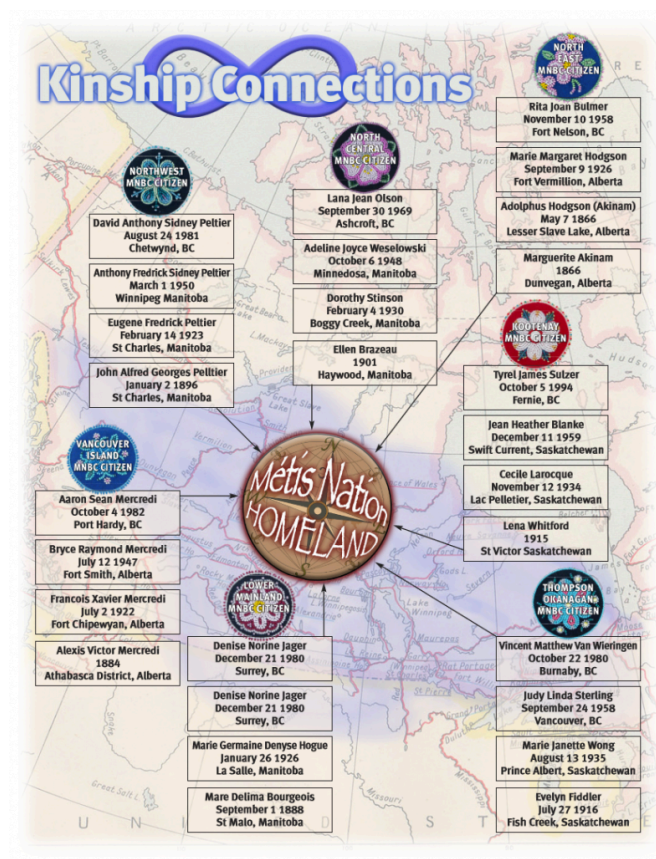 Kinship Connections
NORTH
EAST
MNBC CITIZEN
Rita Joan Bulmer
November 10 1958
Fort Nelson, BC
Marie Margaret Hodgson
September 9 1926
Fort Vermillion, Alberta
Adolphus Hodgson (Akinam)
May 7 1866
Lesser Slave Lake, Alberta
Marguerite Akinam
1866
Dunvegan, Alberta
NORTH
CENTRAL
MNBC CITIZEN
Lana Jean Olson
September 30 1969
Ashcroft, BC
Adeline Joyce Weselowski
October 6 1948
Minnedosa, Manitoba
Dorothy Stinson
February 4 1930
Boggy Creek, Manitoba
Ellen Brazeau
1901
Haywood, Manitoba
NORTHWEST
MNBC CITIZEN
David Anthony Sidney Peltier
August 24 1981
Chetwynd, BC
Anthony Fredrick Sidney Peltier
March 1 1950
Winnipeg Manitoba
Eugene Fredrick Peltier
February 14 1923
St Charles, Manitoba
John Alfred Georges Peltier
January 2 1896
St Charles, Manitoba
KOOTENAY
MNBC CITIZEN
Tyrel James Sulzer
October 5 1994
Fernie, BC
Jean Heather Blanke
December 11 1959
Swift Current, Saskatchewan
Cecile Larocque
November 12 1934
Lac Pelletier, Saskatchewan
Lena Whitford
1915
St Victor Saskatchewan
VANCOUVER
ISLAND
MNBC CITIZEN
Aaron Sean Mercredi
October 4 1982
Port Hardy, BC
Bryce Raymond Mercredi
July 12 1947
Fort Smith, Alberta
Francois Xavier Mercredi
July 2 1922
Fort Chipewyan, Alberta
Alexis Victor Mercredi
1884
Athabasca District, Alberta
Métis Nation
HOMELAND
LOWER
MAINLAND
MNBC CITIZEN
Denise Norine Jager
December 21 1980
Surrey, BC
Denise Norine Jager
December 21 1980
Surrey, BC
Marie Germaine Denyse Hogue
January 26 1926
La Salle, Manitoba
Mare Delima Bourgeois
September 1 1888
St Malo, Manitoba
THOMPSON
OKANAGAN
MNBC CITIZEN
Vincent Matthew Van Wieringen
October 22 1980
Burnaby, BC
Judy Linda Sterling
September 24 1958
Vancouver, BC
Marie Janette Wong
August 13 1935
Prince Albert, Saskatchewan
Evelyn Fiddler
July 27 1916
Fish Creek, Saskatchewan
Great Slave
Lake
Lake
Winnipeg
Missouri
Great Salt L.